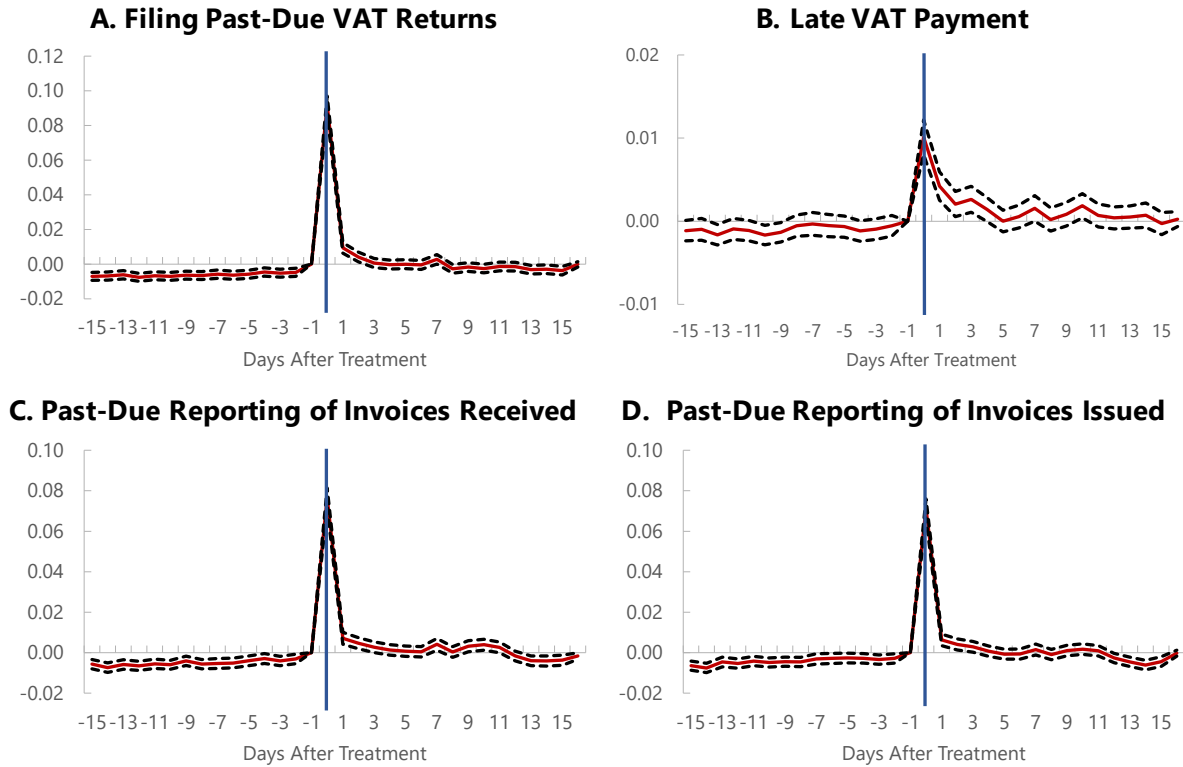 A. Filing Past-Due VAT Returns
0.12
0.10
0.08
0.06
0.04
0.02
0.00
-0.02
-15 -13 -11 -9 -7 -5 -3 -1 1 3 5 7 9 11 13 15
Days After Treatment
B. Late VAT Payment
0.02
0.01
0.00
-0.01
-15 -13 -11 -9 -7 -5 -3 -1 1 3 5 7 9 11 13 15
Days After Treatment
C. Past-Due Reporting of Invoices Received
0.10
0.08
0.06
0.04
0.02
0.00
-0.02
-15 -13 -11 -9 -7 -5 -3 -1 1 3 5 7 9 11 13 15
Days After Treatment
D. Past-Due Reporting of Invoices Issued
0.10
0.08
0.06
0.04
0.02
0.00
-0.02
-15 -13 -11 -9 -7 -5 -3 -1 1 3 5 7 9 11 13 15
Days After Treatment